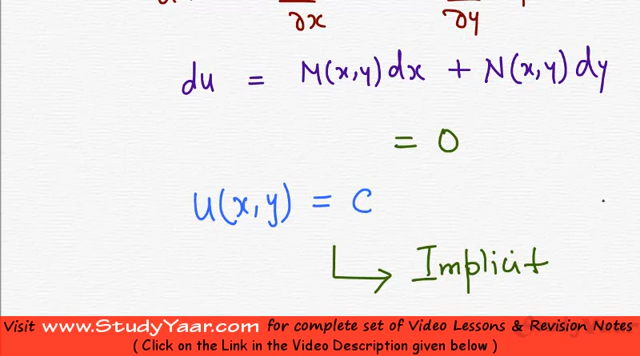 ∂x ∂y
du = M(x,y)dx + N(x,y)dy
= 0
u(x,y) = C
Implicit
Visit www.StudyYaar.com for complete set of Video Lessons & Revision Notes
( Click on the Link in the Video Description given below )